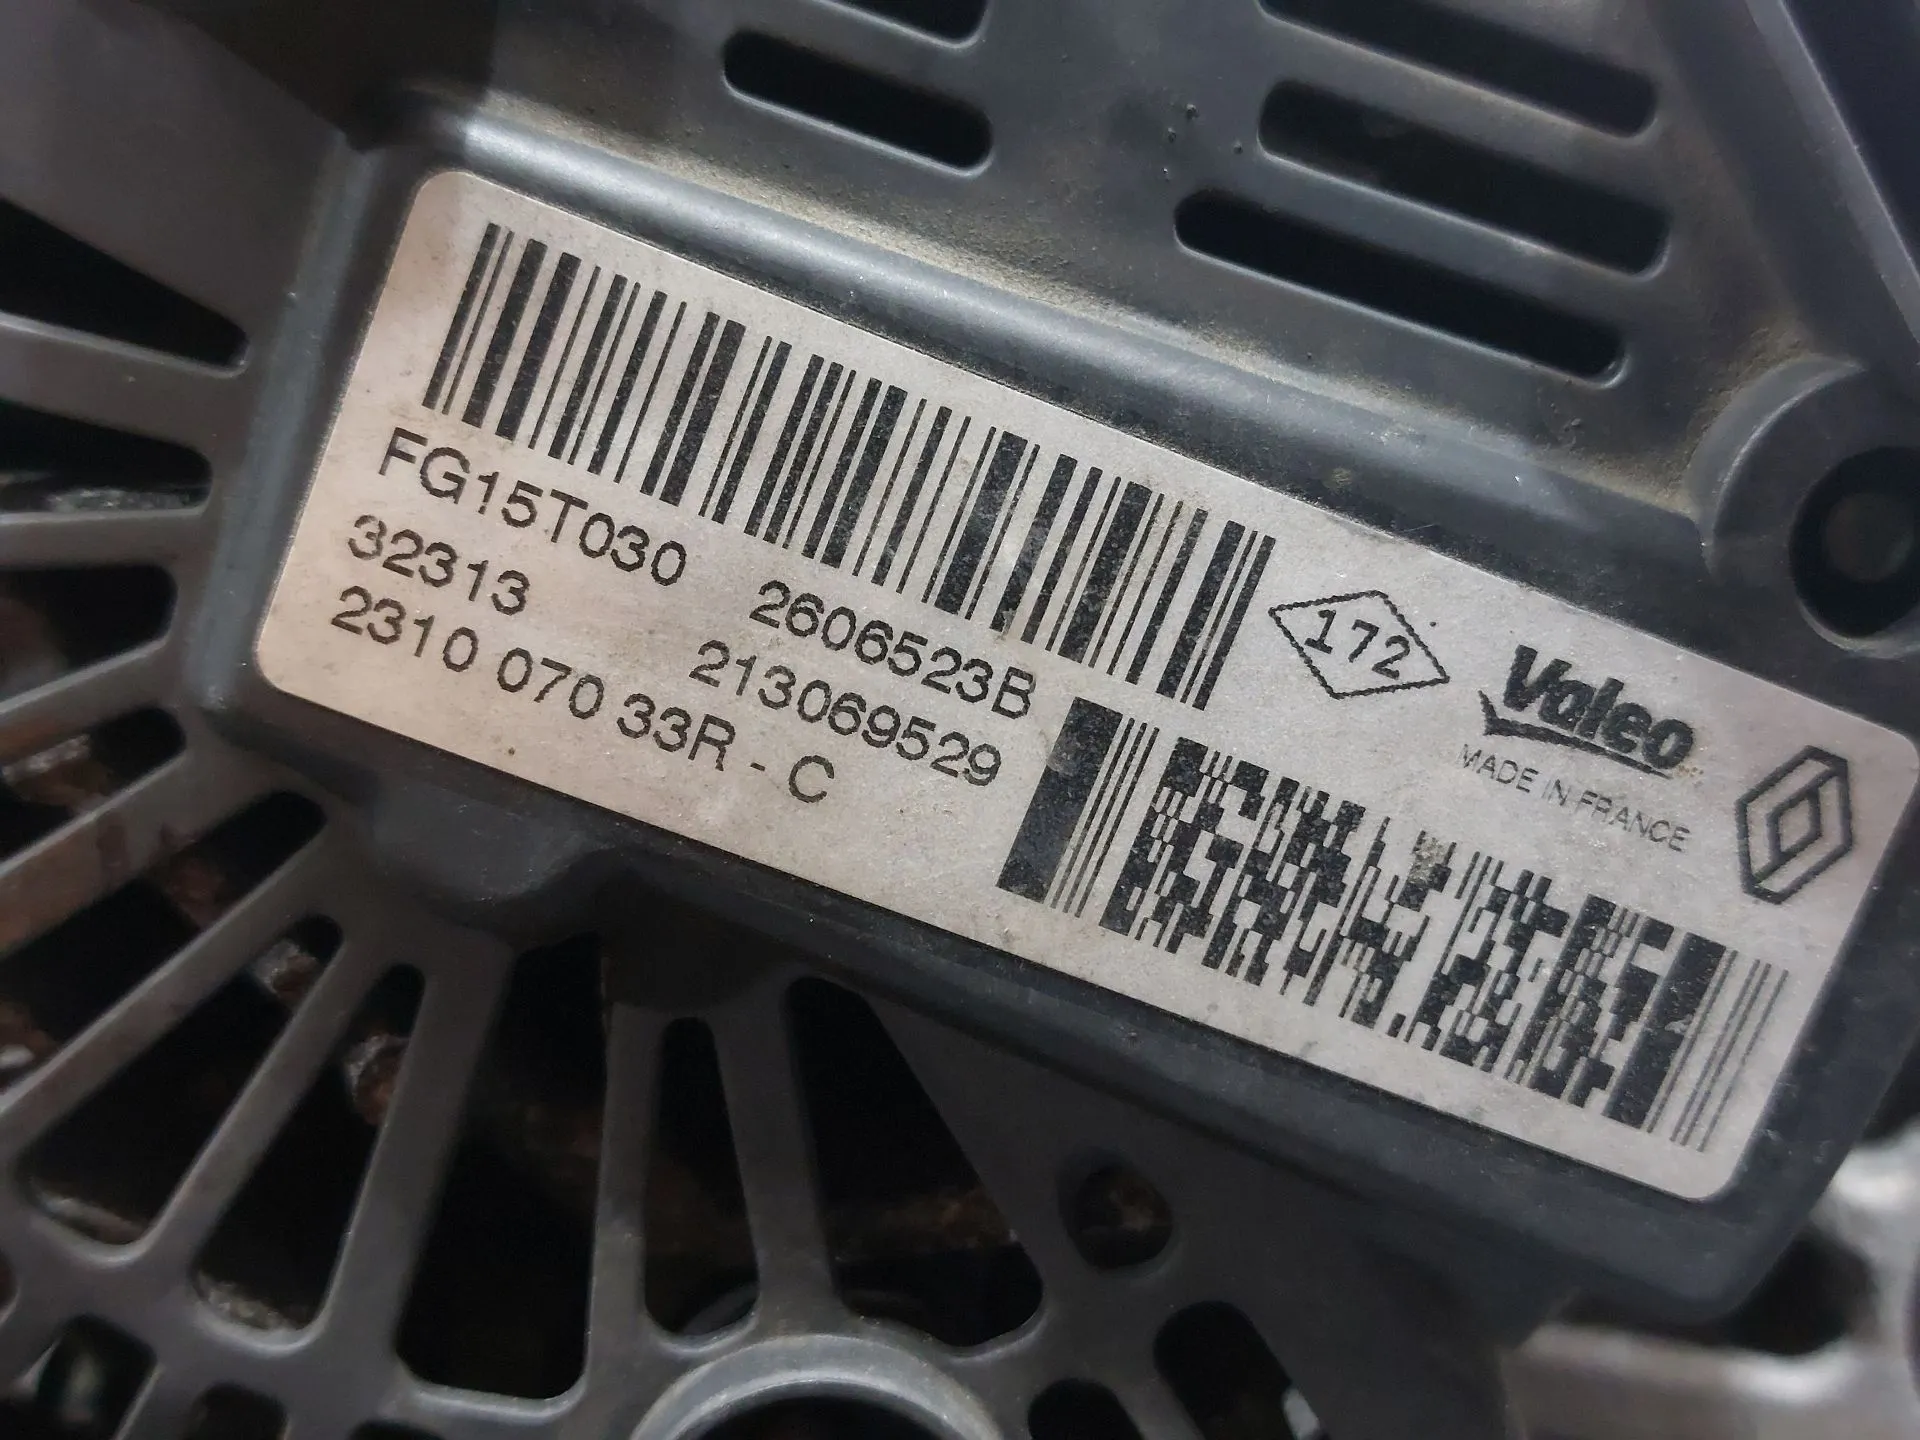 FG15T030 2606523B
32313 213069529
2310 070 33R - C
172
Valeo
MADE IN FRANCE